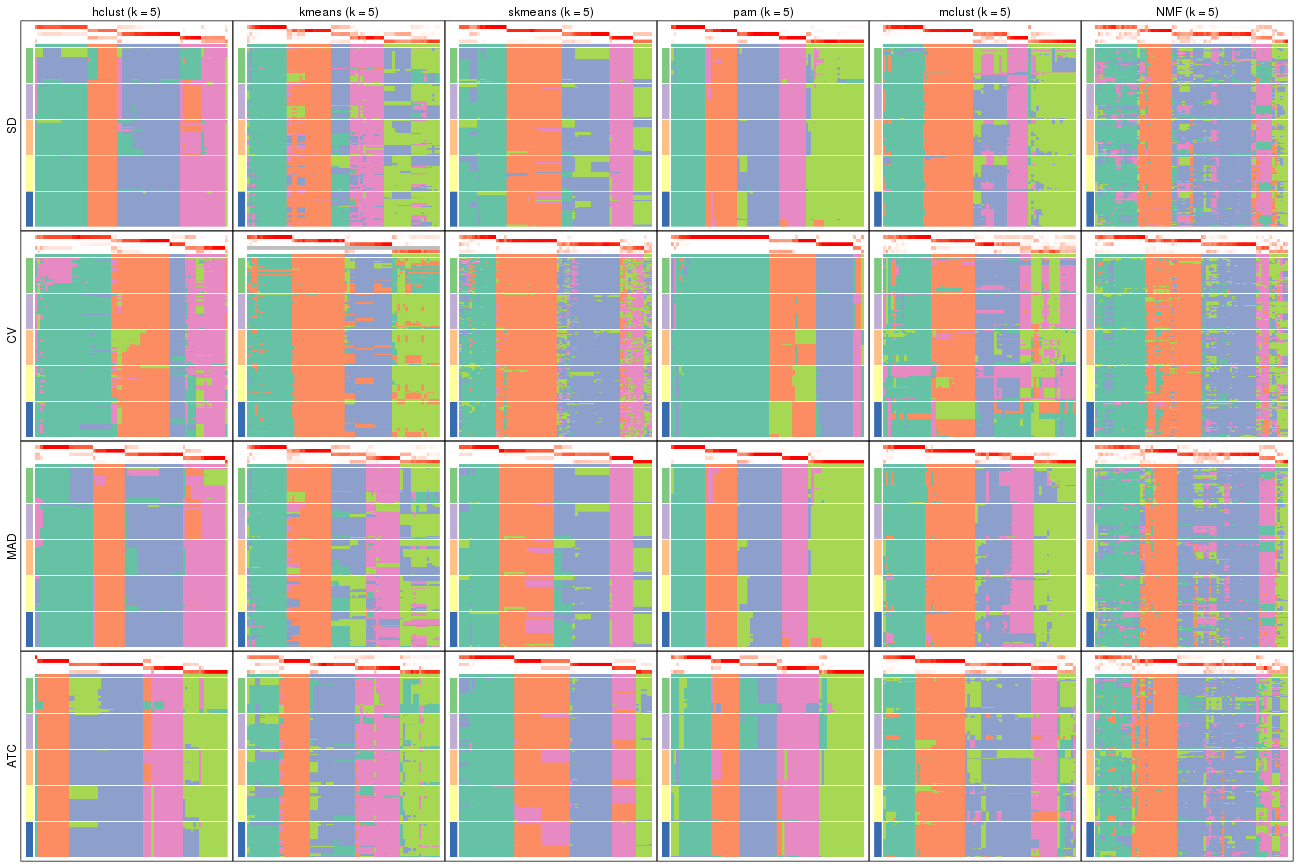 hclust (k = 5) kmeans (k = 5) skmeans (k = 5) pam (k = 5) mclust (k = 5) NMF (k = 5)
SD
CV
MAD
ATC